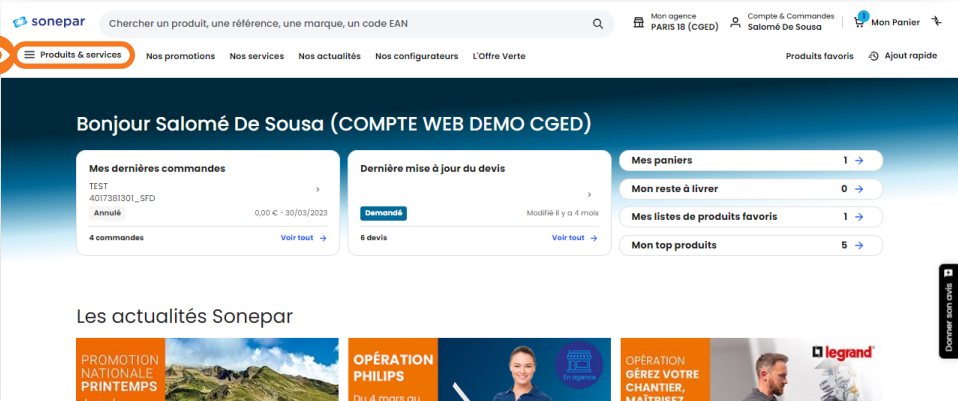 sonepar
Chercher un produit, une référence, une marque, un code EAN
Mon agence
PARIS 18 (CGED)
Compte & Commandes
Salomé De Sousa
1
Mon Panier
Produits & services
Nos promotions
Nos services
Nos actualités
Nos configurateurs
L'Offre Verte
Produits favoris
Ajout rapide
Bonjour Salomé De Sousa (COMPTE WEB DEMO CGED)
Mes dernières commandes
TEST
4017381301_SFD
Annulé
0,00 € - 30/03/2023
4 commandes
Voir tout →
Dernière mise à jour du devis
Demandé
Modifié il y a 4 mois
6 devis
Voir tout →
Mes paniers 1 →
Mon reste à livrer 0 →
Mes listes de produits favoris 1 →
Mon top produits 5 →
Donner son avis
Les actualités Sonepar
PROMOTION
NATIONALE
PRINTEMPS
OPÉRATION
PHILIPS
Du 4 mars au
En agence
legrand
OPÉRATION
GÉREZ VOTRE
CHANTIER,
MAÎTRISEZ